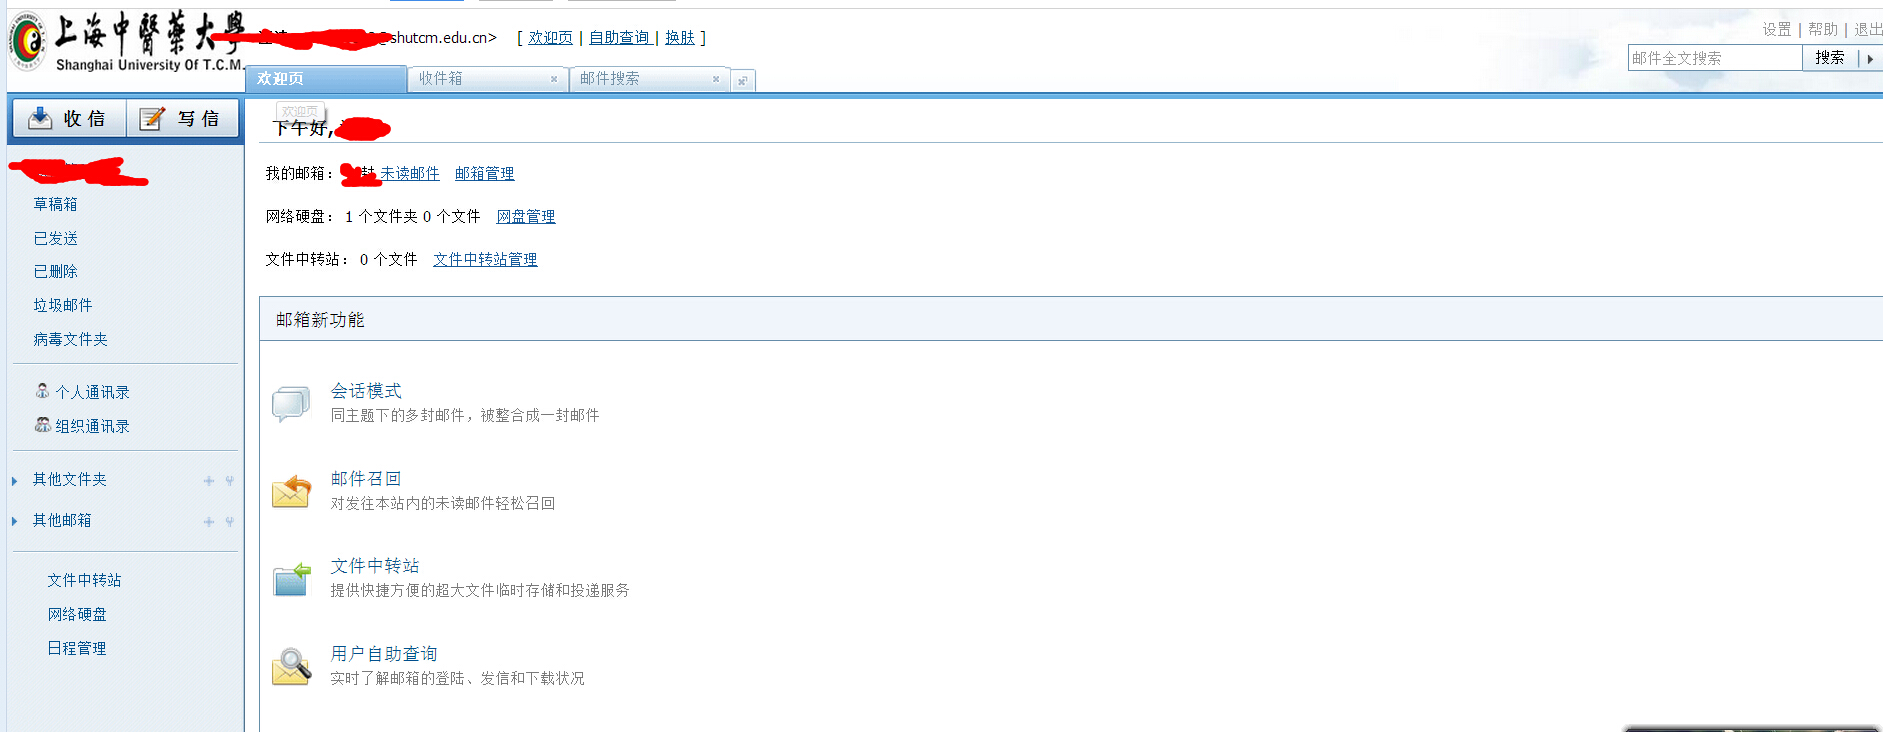 上海中醫藥大學
Shanghai University Of T.C.M.
@shutcm.edu.cn> [ 欢迎页 | 自助查询 | 换肤 ]
设置 | 帮助 | 退出
邮件全文搜索 搜索
欢迎页 收件箱 邮件搜索
收信 写信
欢迎页
下午好,
我的邮箱: 封 未读邮件 邮箱管理
网络硬盘: 1 个文件夹 0 个文件 网盘管理
文件中转站: 0 个文件 文件中转站管理
草稿箱
已发送
已删除
垃圾邮件
病毒文件夹
个人通讯录
组织通讯录
其他文件夹
其他邮箱
文件中转站
网络硬盘
日程管理
邮箱新功能
会话模式
同主题下的多封邮件，被整合成一封邮件
邮件召回
对发往本站内的未读邮件轻松召回
文件中转站
提供快捷方便的超大文件临时存储和投递服务
用户自助查询
实时了解邮箱的登陆、发信和下载状况